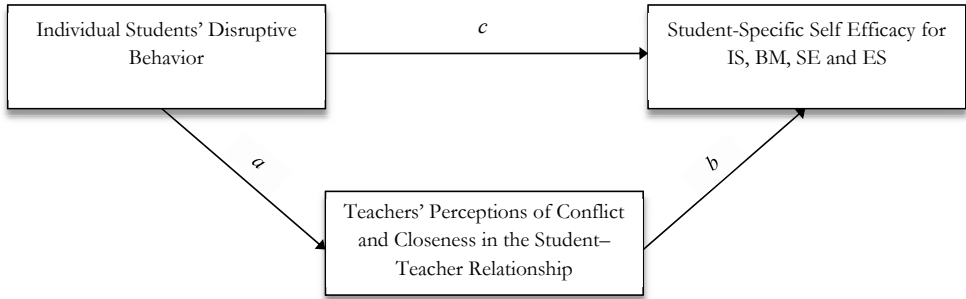 Individual Students’ Disruptive
Behavior
c
Student-Specific Self Efficacy for
IS, BM, SE and ES
a
b
Teachers’ Perceptions of Conflict
and Closeness in the Student–
Teacher Relationship